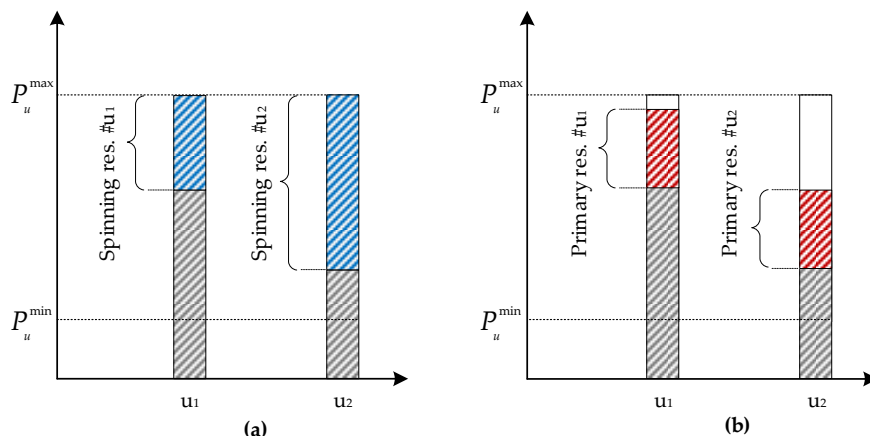 P_u^max
Spinning res. #u₁
Spinning res. #u₂
P_u^min
u₁
u₂
(a)
P_u^max
Primary res. #u₁
Primary res. #u₂
P_u^min
u₁
u₂
(b)